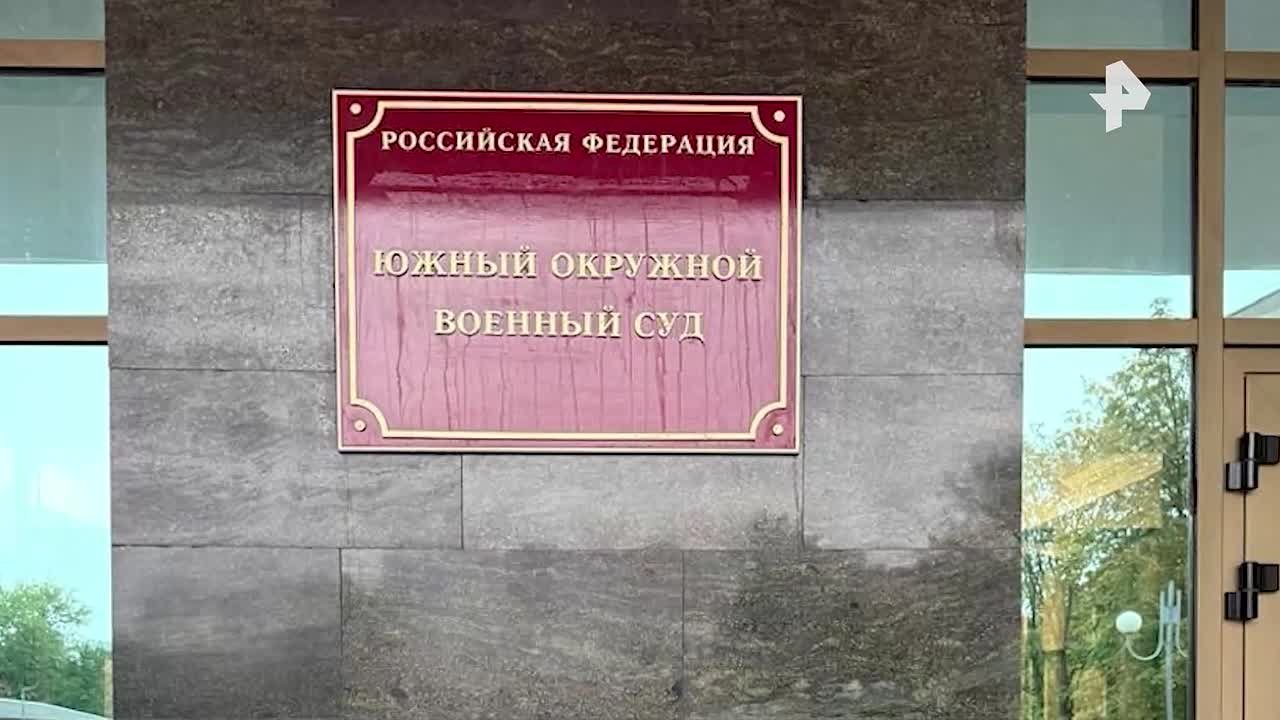 РОССИЙСКАЯ ФЕДЕРАЦИЯ
ЮЖНЫЙ ОКРУЖНОЙ
ВОЕННЫЙ СУД